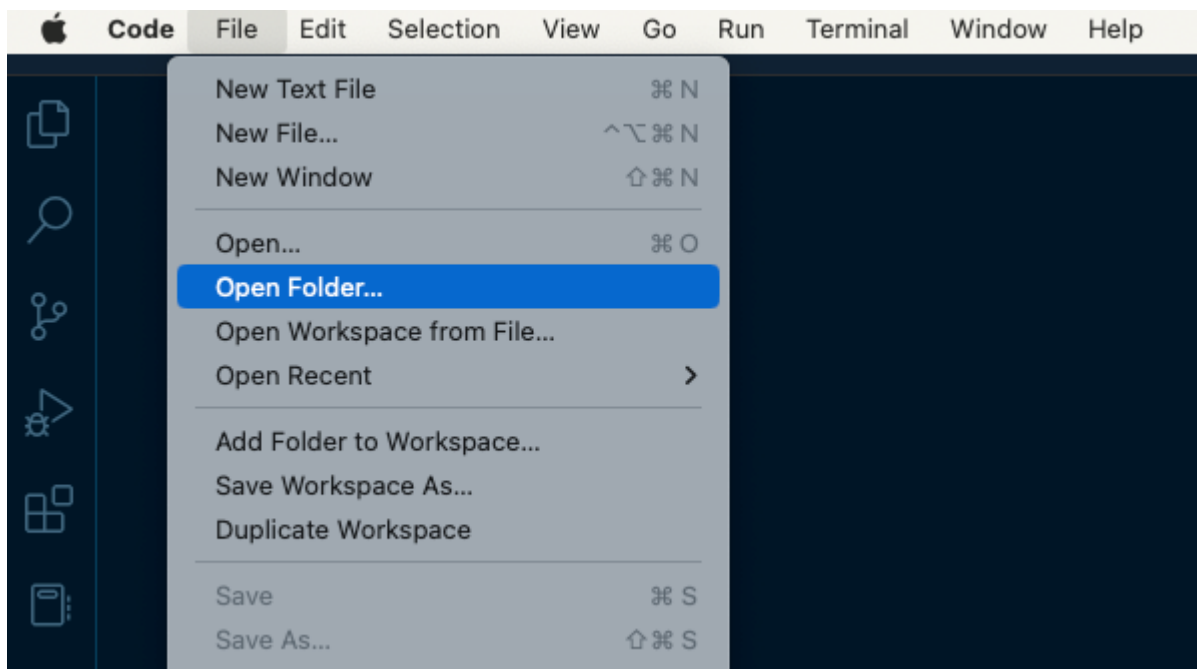 Code File Edit Selection View Go Run Terminal Window Help
New Text File ⌘ N
New File... ^⌥⌘ N
New Window ⇧⌘ N
Open... ⌘ O
Open Folder...
Open Workspace from File...
Open Recent
Add Folder to Workspace...
Save Workspace As...
Duplicate Workspace
Save ⌘ S
Save As... ⇧⌘ S